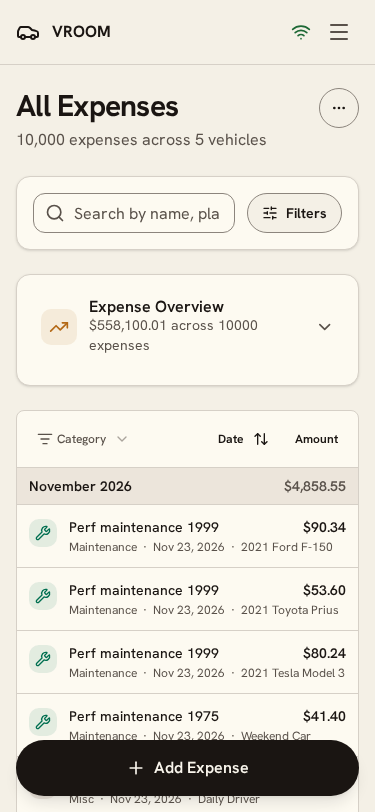 VROOM
All Expenses
10,000 expenses across 5 vehicles
Search by name, pla
Filters
Expense Overview
$558,100.01 across 10000
expenses
Category Date Amount
November 2026 $4,858.55
Perf maintenance 1999 $90.34
Maintenance · Nov 23, 2026 · 2021 Ford F-150
Perf maintenance 1999 $53.60
Maintenance · Nov 23, 2026 · 2021 Toyota Prius
Perf maintenance 1999 $80.24
Maintenance · Nov 23, 2026 · 2021 Tesla Model 3
Perf maintenance 1975 $41.40
Maintenance · Nov 23, 2026 · Weekend Car
Add Expense
Misc · Nov 23, 2026 · Daily Driver